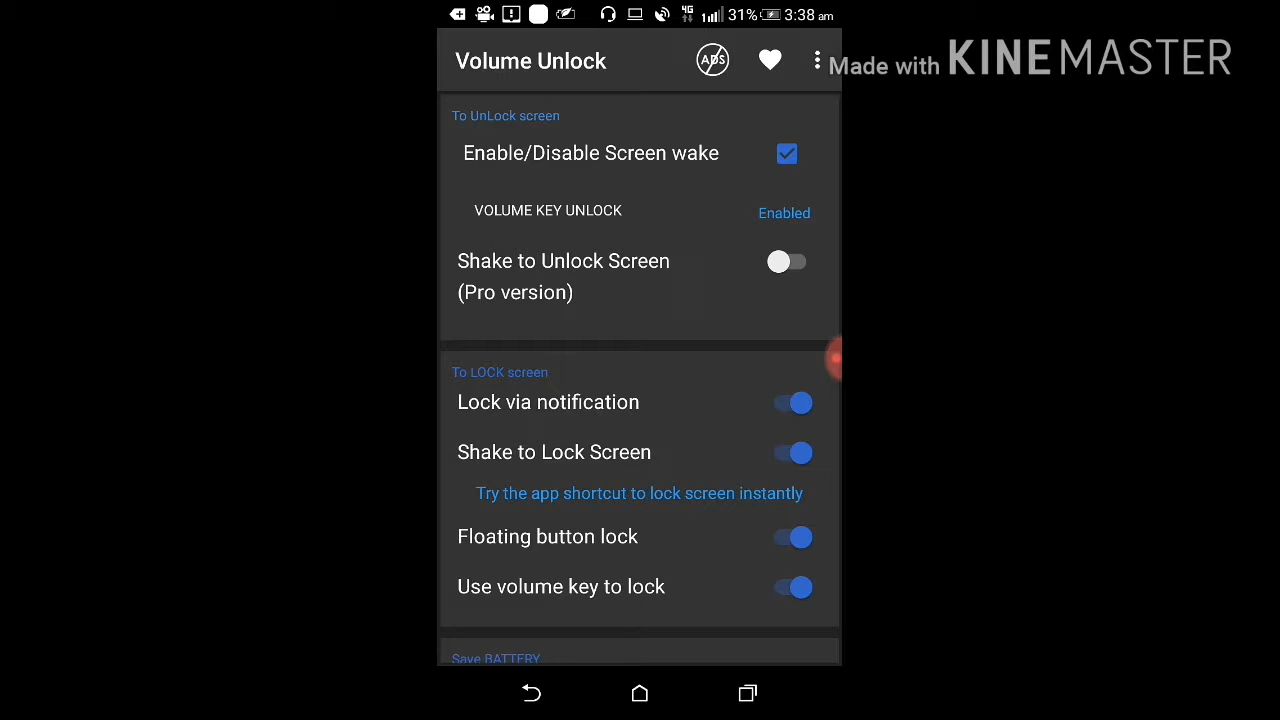 4G 31% 3:38 am
Volume Unlock ADS
Made with KINEMASTER
To UnLock screen
Enable/Disable Screen wake
VOLUME KEY UNLOCK Enabled
Shake to Unlock Screen
(Pro version)
To LOCK screen
Lock via notification
Shake to Lock Screen
Try the app shortcut to lock screen instantly
Floating button lock
Use volume key to lock
Save BATTERY